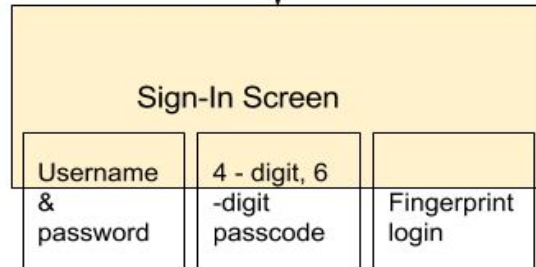 Sign-In Screen
Username
&
password
4 - digit, 6
-digit
passcode
Fingerprint
login